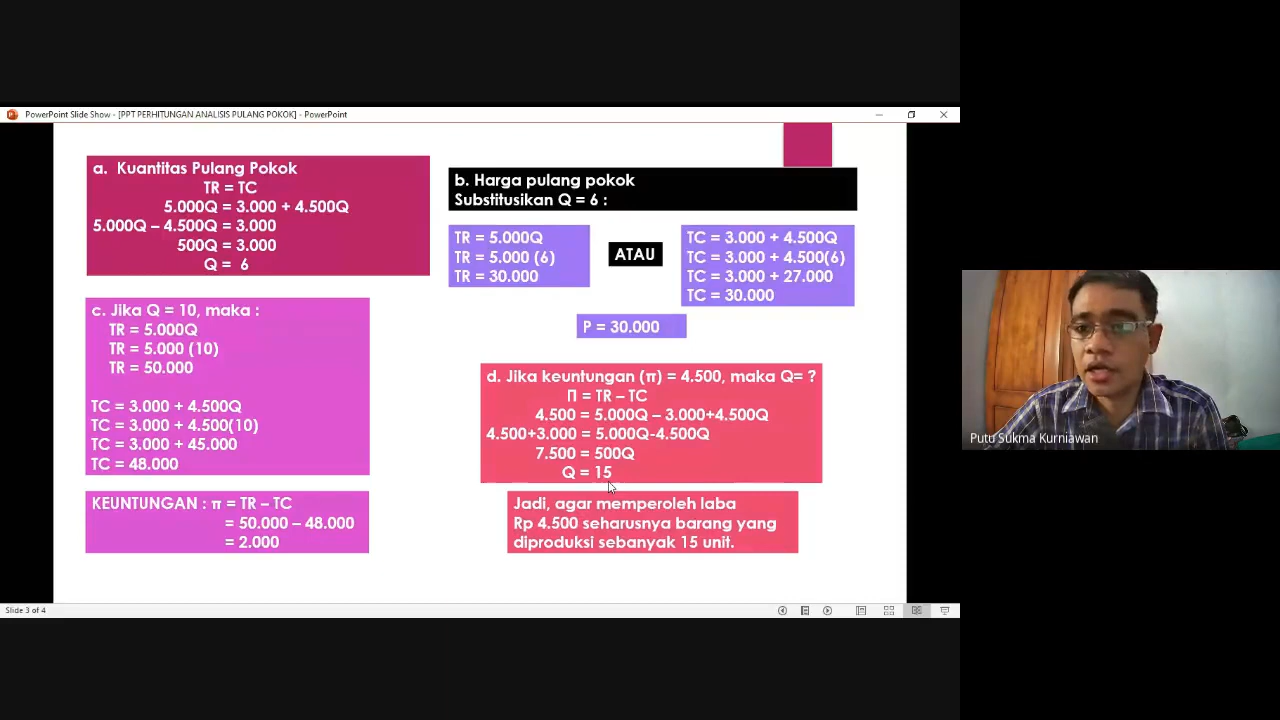 PowerPoint Slide Show - [PPT PERHITUNGAN ANALISIS PULANG POKOK] - PowerPoint
a. Kuantitas Pulang Pokok
TR = TC
5.000Q = 3.000 + 4.500Q
5.000Q – 4.500Q = 3.000
500Q = 3.000
Q = 6
b. Harga pulang pokok
Substitusikan Q = 6 :
TR = 5.000Q
TR = 5.000 (6)
TR = 30.000
ATAU
TC = 3.000 + 4.500Q
TC = 3.000 + 4.500(6)
TC = 3.000 + 27.000
TC = 30.000
P = 30.000
c. Jika Q = 10, maka :
TR = 5.000Q
TR = 5.000 (10)
TR = 50.000
TC = 3.000 + 4.500Q
TC = 3.000 + 4.500(10)
TC = 3.000 + 45.000
TC = 48.000
KEUNTUNGAN : π = TR – TC
= 50.000 – 48.000
= 2.000
d. Jika keuntungan (π) = 4.500, maka Q= ?
Π = TR – TC
4.500 = 5.000Q – 3.000+4.500Q
4.500+3.000 = 5.000Q-4.500Q
7.500 = 500Q
Q = 15
Jadi, agar memperoleh laba
Rp 4.500 seharusnya barang yang
diproduksi sebanyak 15 unit.
Putu Sukma Kurniawan
Slide 3 of 4